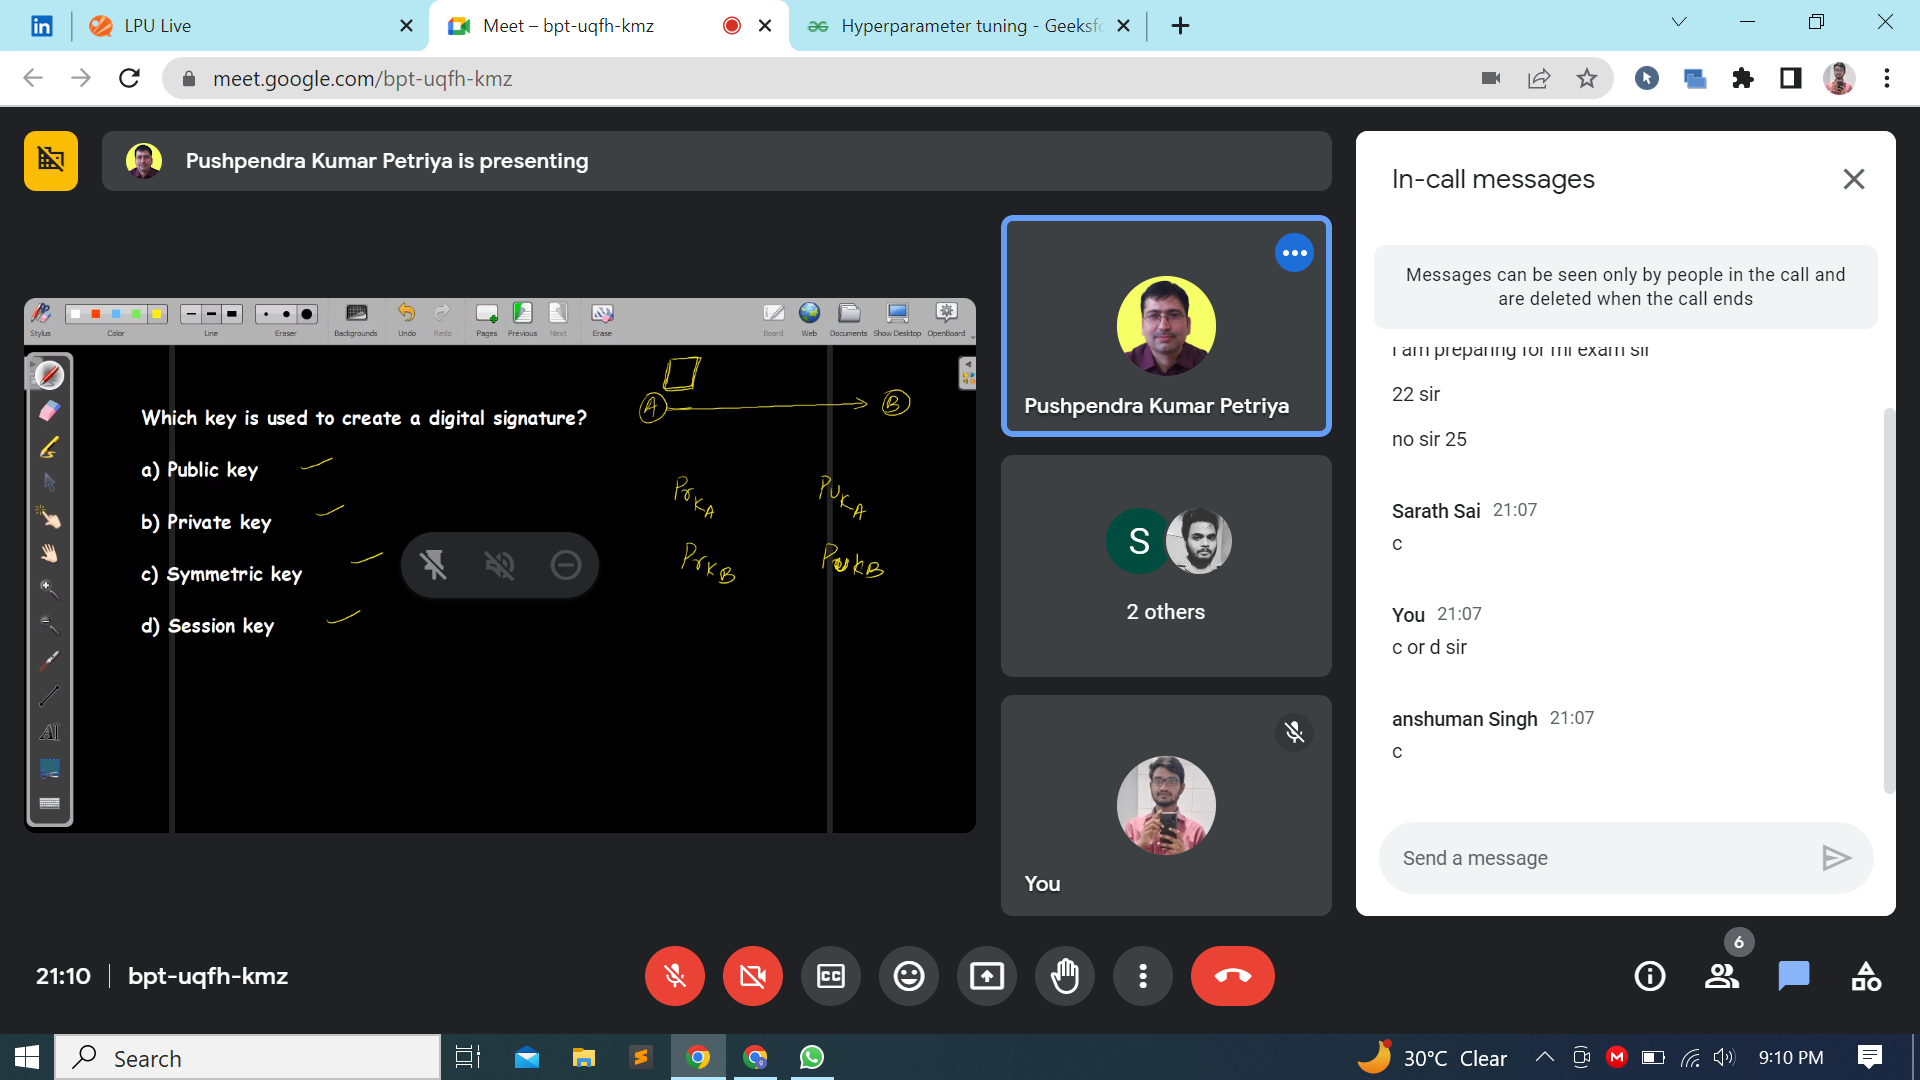 LPU Live
Meet – bpt-uqfh-kmz
Hyperparameter tuning - Geeksfo
meet.google.com/bpt-uqfh-kmz
Pushpendra Kumar Petriya is presenting
Stylus
Color
Line
Eraser
Backgrounds
Undo
Redo
Pages
Previous
Next
Erase
Board
Web
Documents
Show Desktop
OpenBoard
Which key is used to create a digital signature?
a) Public key
b) Private key
c) Symmetric key
d) Session key
A
B
PrKA
PUKA
PrKB
PUKB
Pushpendra Kumar Petriya
S
2 others
You
In-call messages
Messages can be seen only by people in the call and
are deleted when the call ends
I am preparing for ml exam sir
22 sir
no sir 25
Sarath Sai 21:07
c
You 21:07
c or d sir
anshuman Singh 21:07
c
Send a message
21:10
bpt-uqfh-kmz
CC
6
Search
30°C Clear
9:10 PM